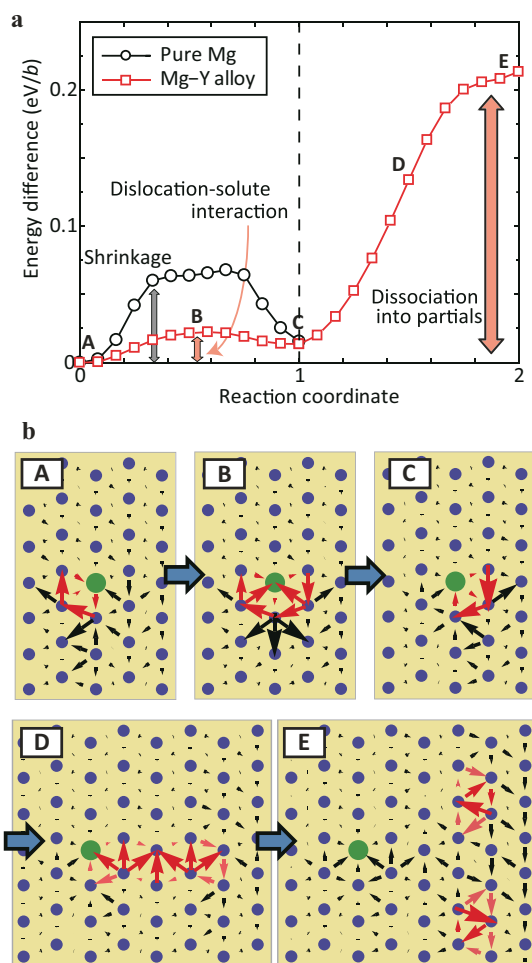 a
Energy difference (eV/b)
0.2
0.1
0
Pure Mg
Mg–Y alloy
E
D
Dislocation-solute
interaction
Shrinkage
B
A
C
Dissociation
into partials
0
1
2
Reaction coordinate
b
A
B
C
D
E